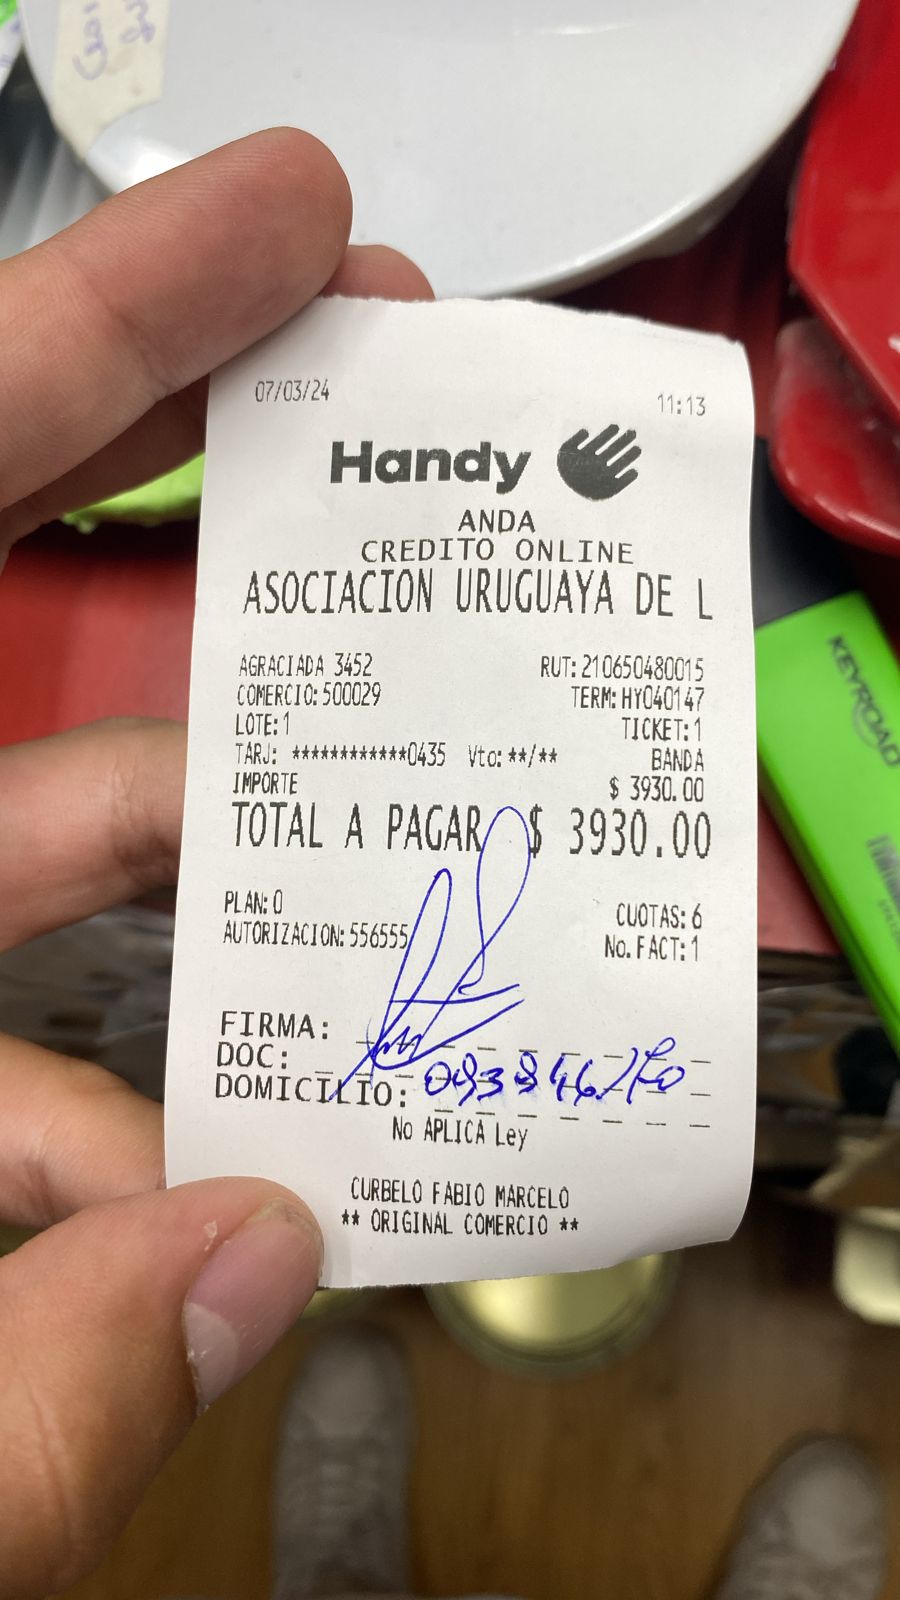 07/03/24 11:13
Handy
ANDA
CREDITO ONLINE
ASOCIACION URUGUAYA DE L
AGRACIADA 3452 RUT: 210650480015
COMERCIO: 500029 TERM: HY040147
LOTE: 1 TICKET: 1
TARJ: ************0435 Vto: **/** BANDA
IMPORTE $ 3930.00
TOTAL A PAGAR $ 3930.00
PLAN: 0 CUOTAS: 6
AUTORIZACION: 556555 No. FACT: 1
FIRMA:
DOC:
DOMICILIO:
No APLICA Ley
CURBELO FABIO MARCELO
** ORIGINAL COMERCIO **
KEYROAD